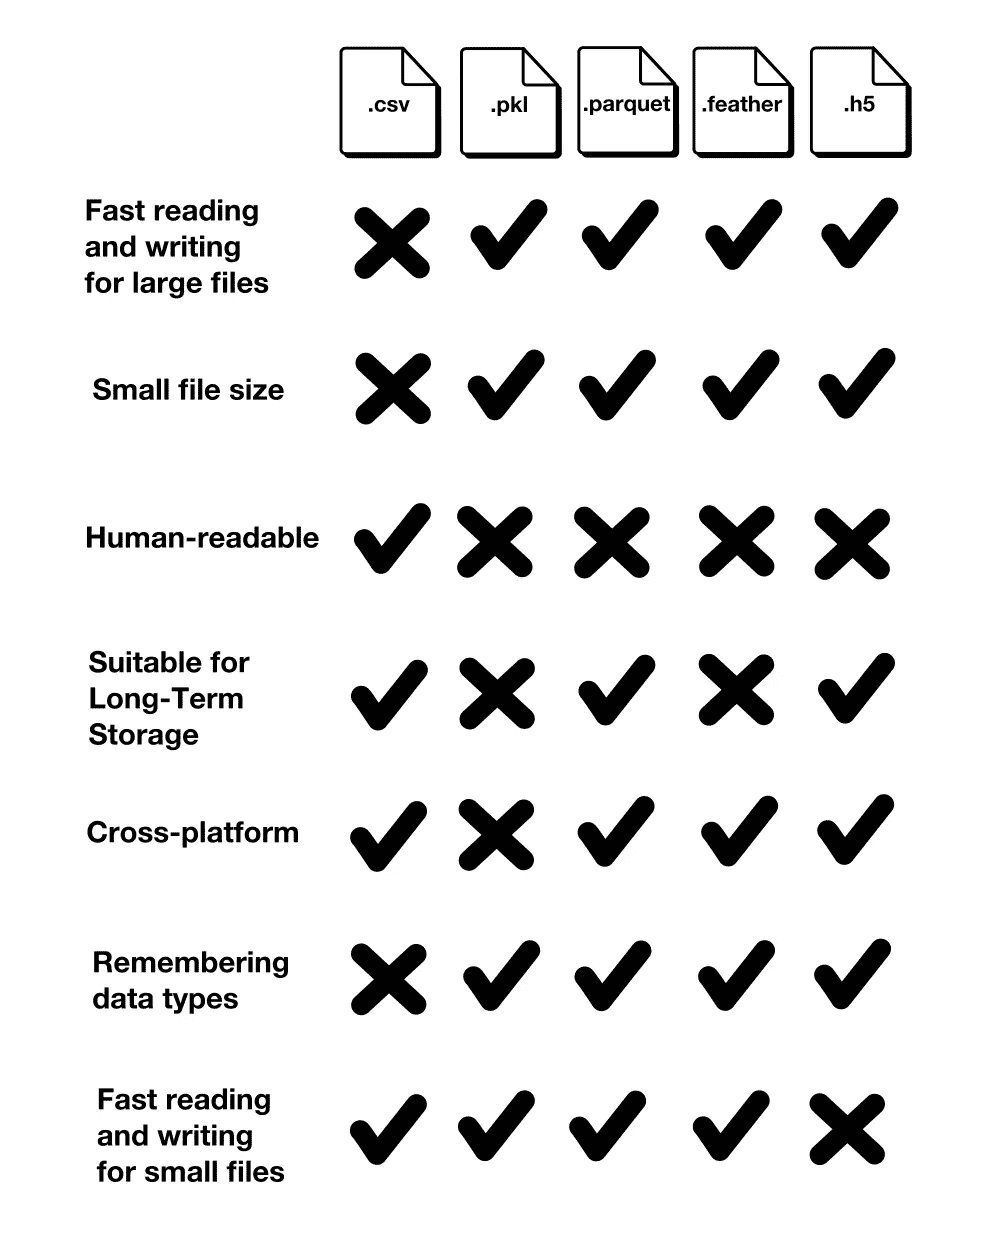 .csv .pkl .parquet .feather .h5
Fast reading
and writing
for large files
Small file size
Human-readable
Suitable for
Long-Term
Storage
Cross-platform
Remembering
data types
Fast reading
and writing
for small files